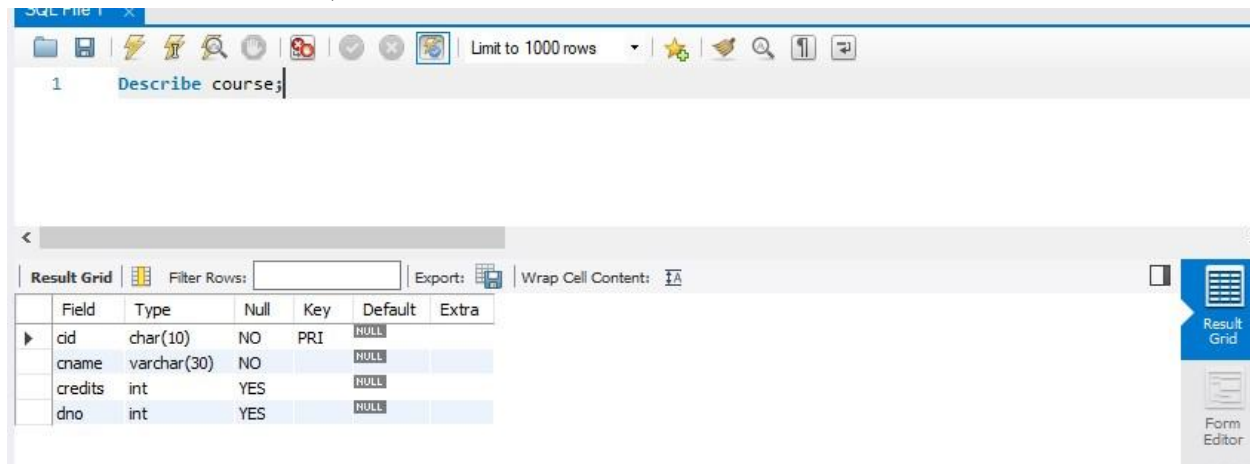 SQL File 1 ×
Limit to 1000 rows
1 Describe course;
Result Grid Filter Rows: Export: Wrap Cell Content: IA
Field Type Null Key Default Extra
cid char(10) NO PRI NULL
cname varchar(30) NO NULL
credits int YES NULL
dno int YES NULL
Result
Grid
Form
Editor